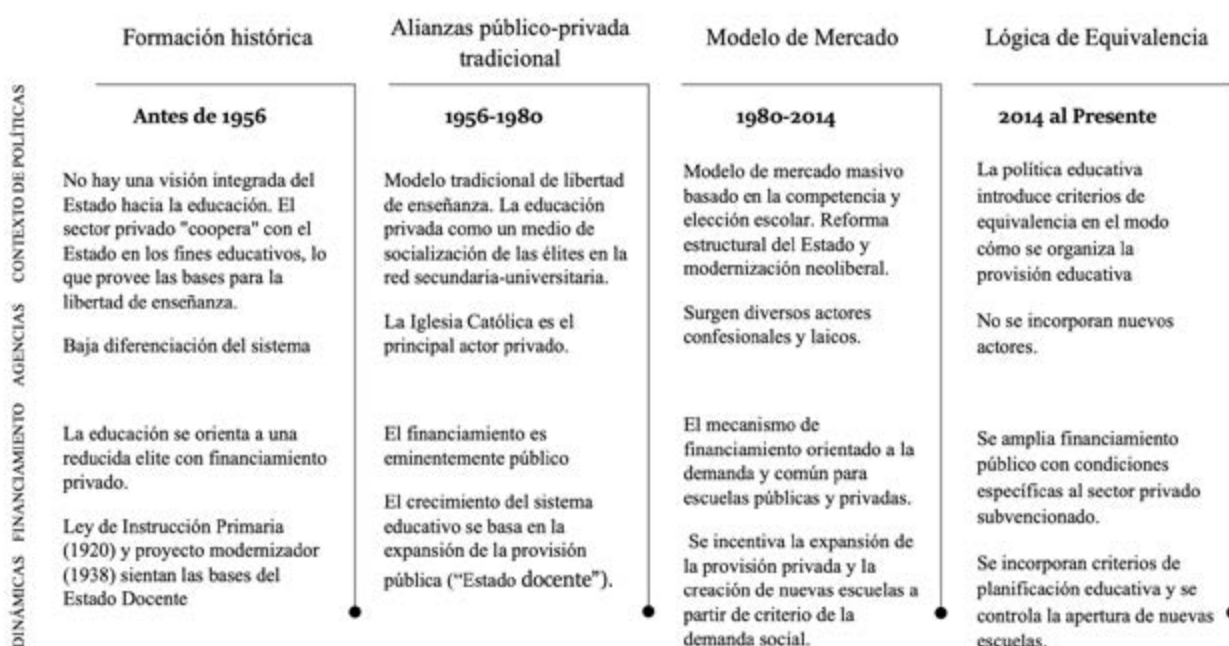 Formación histórica
Alianzas público-privada
tradicional
Modelo de Mercado
Lógica de Equivalencia
CONTEXTO DE POLÍTICAS
AGENCIAS
FINANCIAMIENTO
DINÁMICAS
Antes de 1956
No hay una visión integrada del
Estado hacia la educación. El
sector privado "coopera" con el
Estado en los fines educativos, lo
que provee las bases para la
libertad de enseñanza.
Baja diferenciación del sistema
La educación se orienta a una
reducida elite con financiamiento
privado.
Ley de Instrucción Primaria
(1920) y proyecto modernizador
(1938) sientan las bases del
Estado Docente
1956-1980
Modelo tradicional de libertad
de enseñanza. La educación
privada como un medio de
socialización de las élites en la
red secundaria-universitaria.
La Iglesia Católica es el
principal actor privado.
El financiamiento es
eminentemente público
El crecimiento del sistema
educativo se basa en la
expansión de la provisión
pública (“Estado docente”).
1980-2014
Modelo de mercado masivo
basado en la competencia y
elección escolar. Reforma
estructural del Estado y
modernización neoliberal.
Surgen diversos actores
confesionales y laicos.
El mecanismo de
financiamiento orientado a la
demanda y común para
escuelas públicas y privadas.
Se incentiva la expansión de
la provisión privada y la
creación de nuevas escuelas a
partir de criterio de la
demanda social.
2014 al Presente
La política educativa
introduce criterios de
equivalencia en el modo
cómo se organiza la
provisión educativa
No se incorporan nuevos
actores.
Se amplia financiamiento
público con condiciones
específicas al sector privado
subvencionado.
Se incorporan criterios de
planificación educativa y se
controla la apertura de nuevas
escuelas.